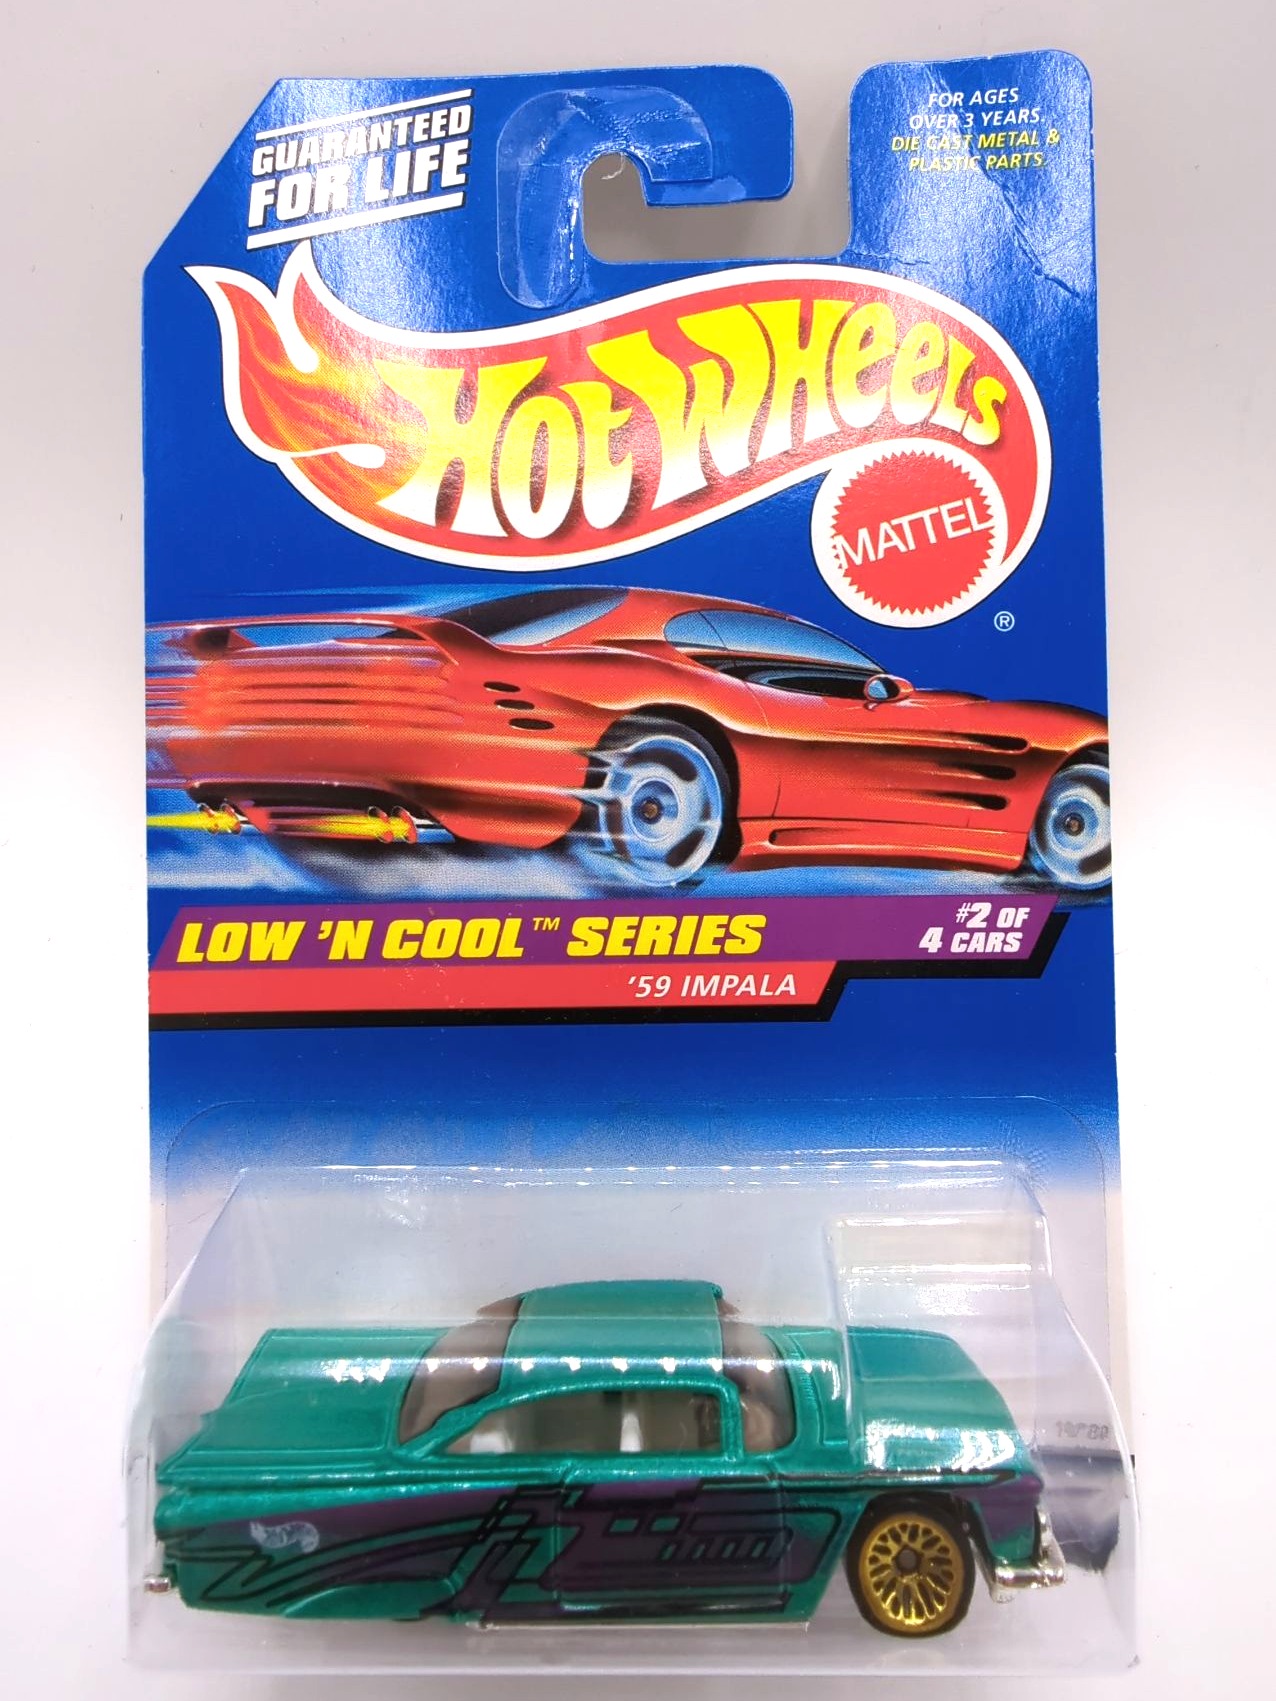 GUARANTEED
FOR LIFE
FOR AGES
OVER 3 YEARS.
DIE CAST METAL &
PLASTIC PARTS.
HOT WHEELS
MATTEL
®
LOW 'N COOL™ SERIES
#2 OF
4 CARS
'59 IMPALA